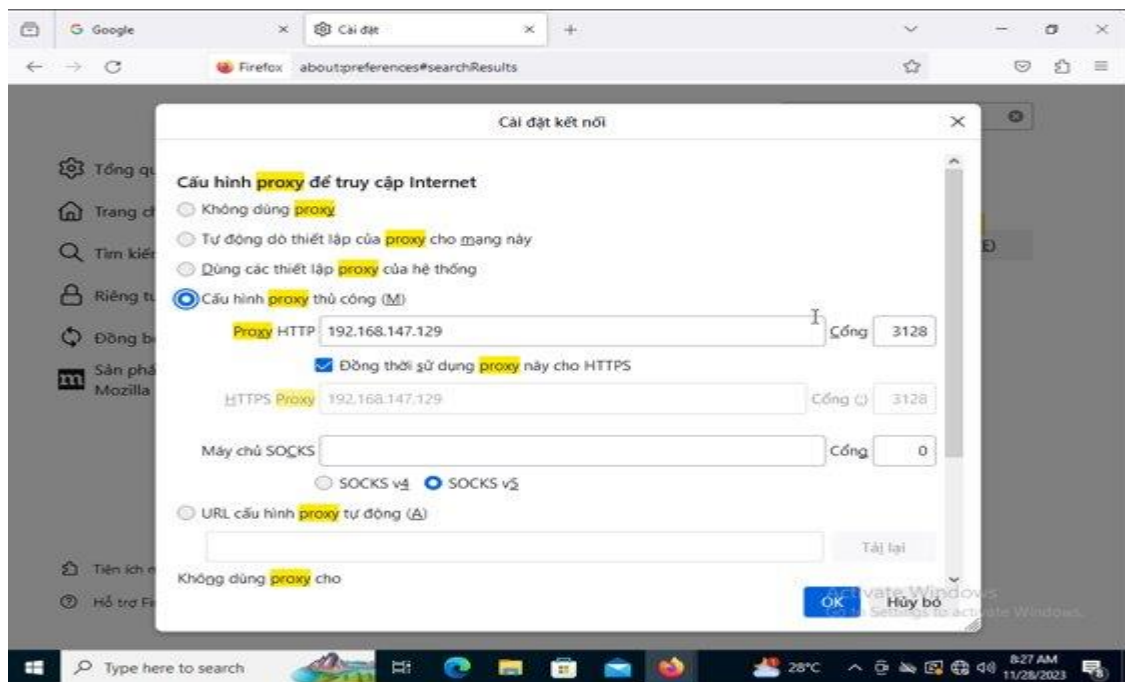 Google
Cài đặt
Firefox about:preferences#searchResults
Cài đặt kết nối
Tổng qu
Trang ch
Tìm kiếm
Riêng tư
Đồng b
Sản phẩ
Mozilla
Tiện ích
Hỗ trợ Fi
Cấu hình proxy để truy cập Internet
Không dùng proxy
Tự động dò thiết lập của proxy cho mạng này
Dùng các thiết lập proxy của hệ thống
Cấu hình proxy thủ công (M)
Proxy HTTP 192.168.147.129 Cổng 3128
Đồng thời sử dụng proxy này cho HTTPS
HTTPS Proxy 192.168.147.129 Cổng (:) 3128
Máy chủ SOCKS Cổng 0
SOCKS v4 SOCKS v5
URL cấu hình proxy tự động (A)
Tải lại
Không dùng proxy cho
OK Hủy bỏ
Activate Windows
Go to Settings to activate Windows.
Type here to search 28°C 8:27 AM
11/28/2023